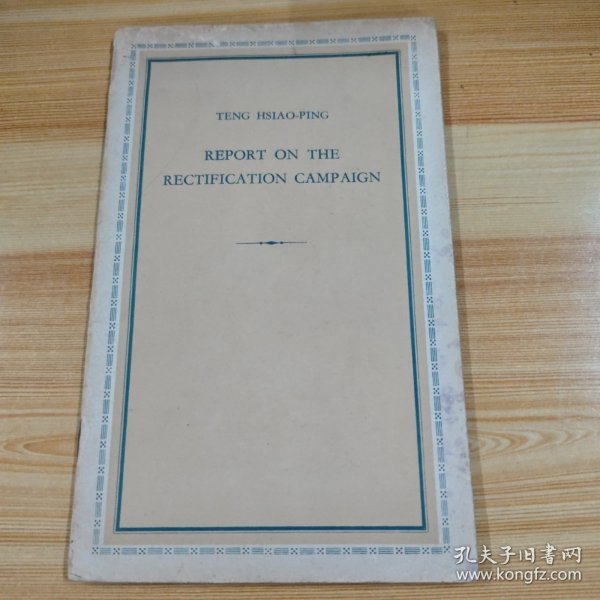 TENG HSIAO-PING
REPORT ON THE
RECTIFICATION CAMPAIGN
孔夫子旧书网
www.kongfz.com